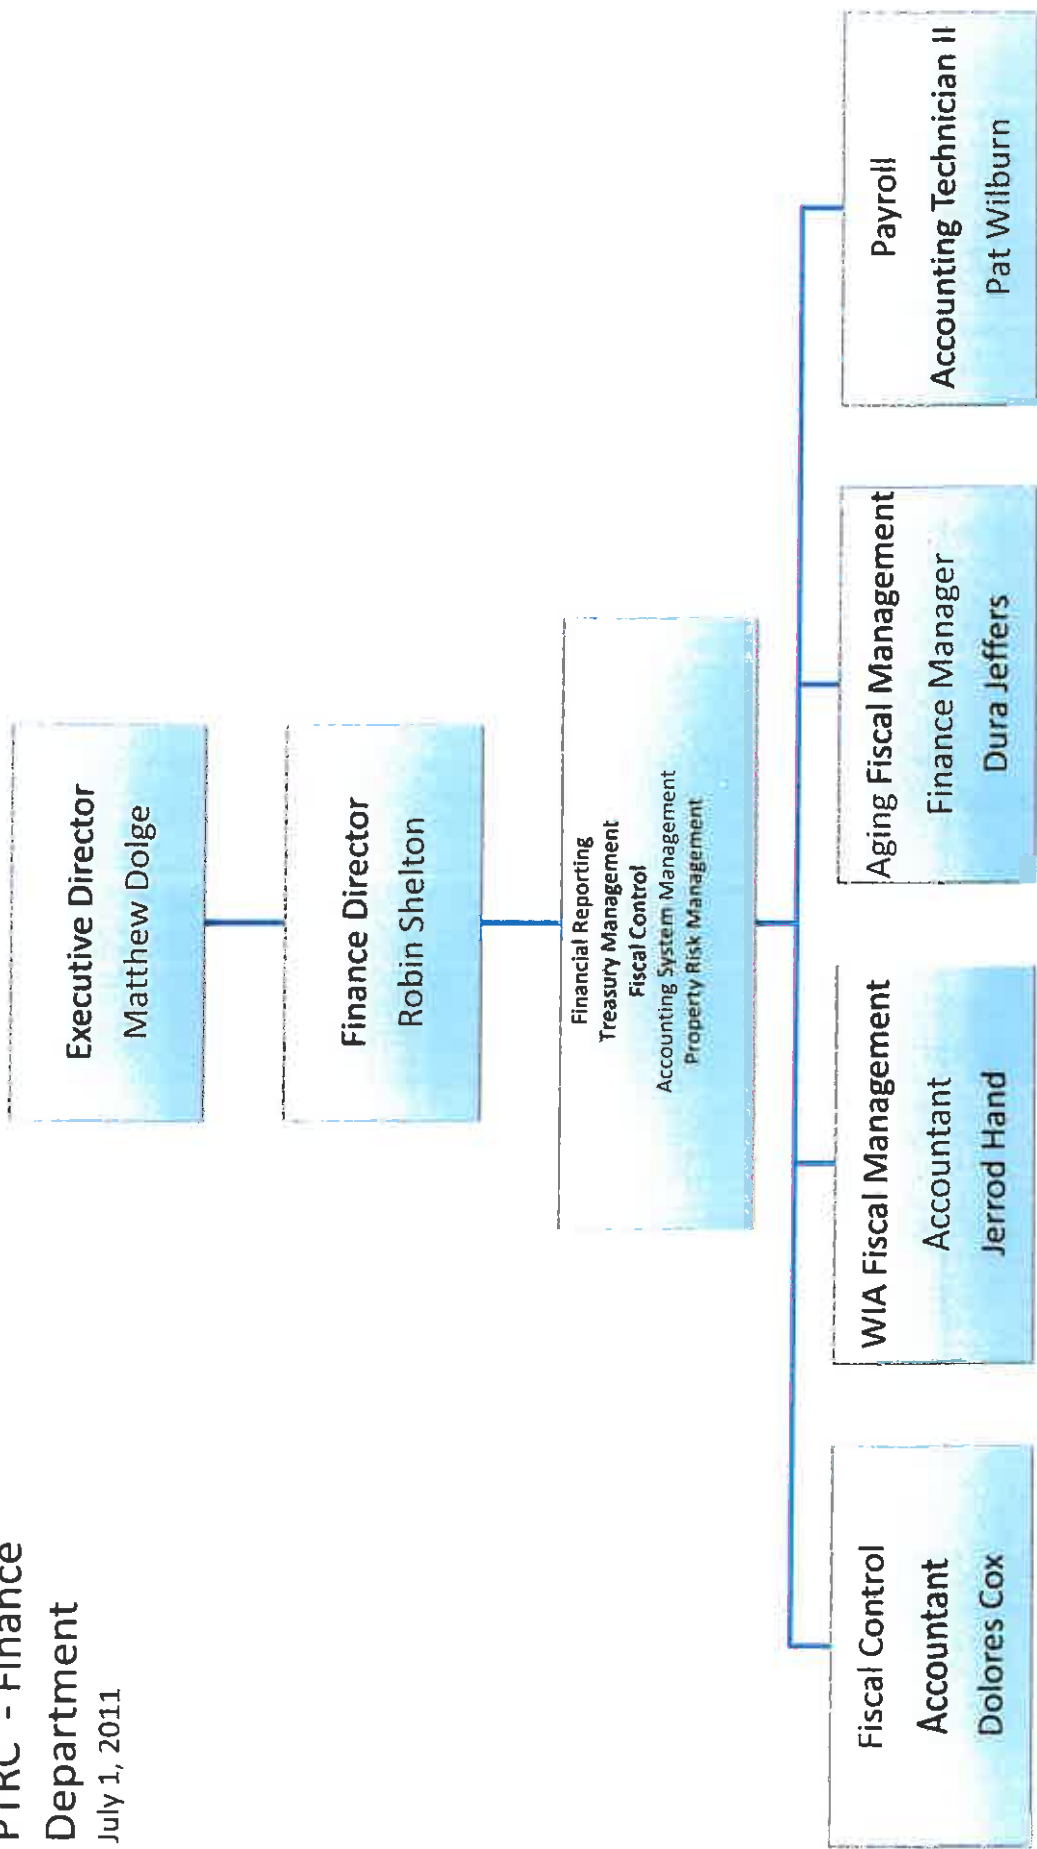 PTRC - Finance
Department
July 1, 2011
Executive Director
Matthew Dolge
Finance Director
Robin Shelton
Financial Reporting
Treasury Management
Fiscal Control
Accounting System Management
Property Risk Management
Fiscal Control
Accountant
Dolores Cox
WIA Fiscal Management
Accountant
Jerrod Hand
Aging Fiscal Management
Finance Manager
Dura Jeffers
Payroll
Accounting Technician II
Pat Wilburn